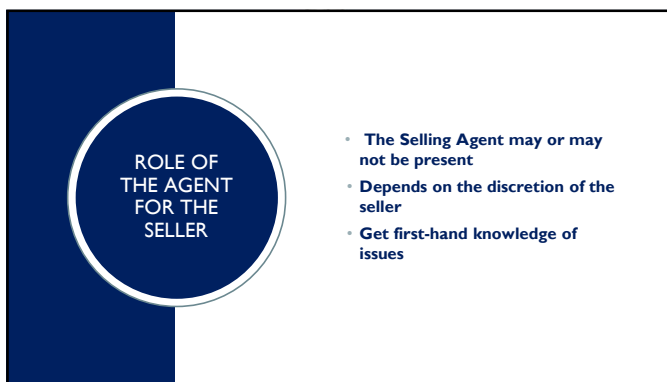 ROLE OF
THE AGENT
FOR THE
SELLER
• The Selling Agent may or may
not be present
• Depends on the discretion of the
seller
• Get first-hand knowledge of
issues